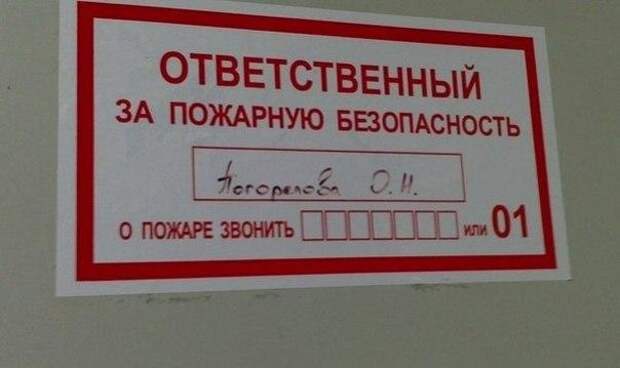 ОТВЕТСТВЕННЫЙ
ЗА ПОЖАРНУЮ БЕЗОПАСНОСТЬ
Погорелова О.Н.
О ПОЖАРЕ ЗВОНИТЬ ИЛИ 01